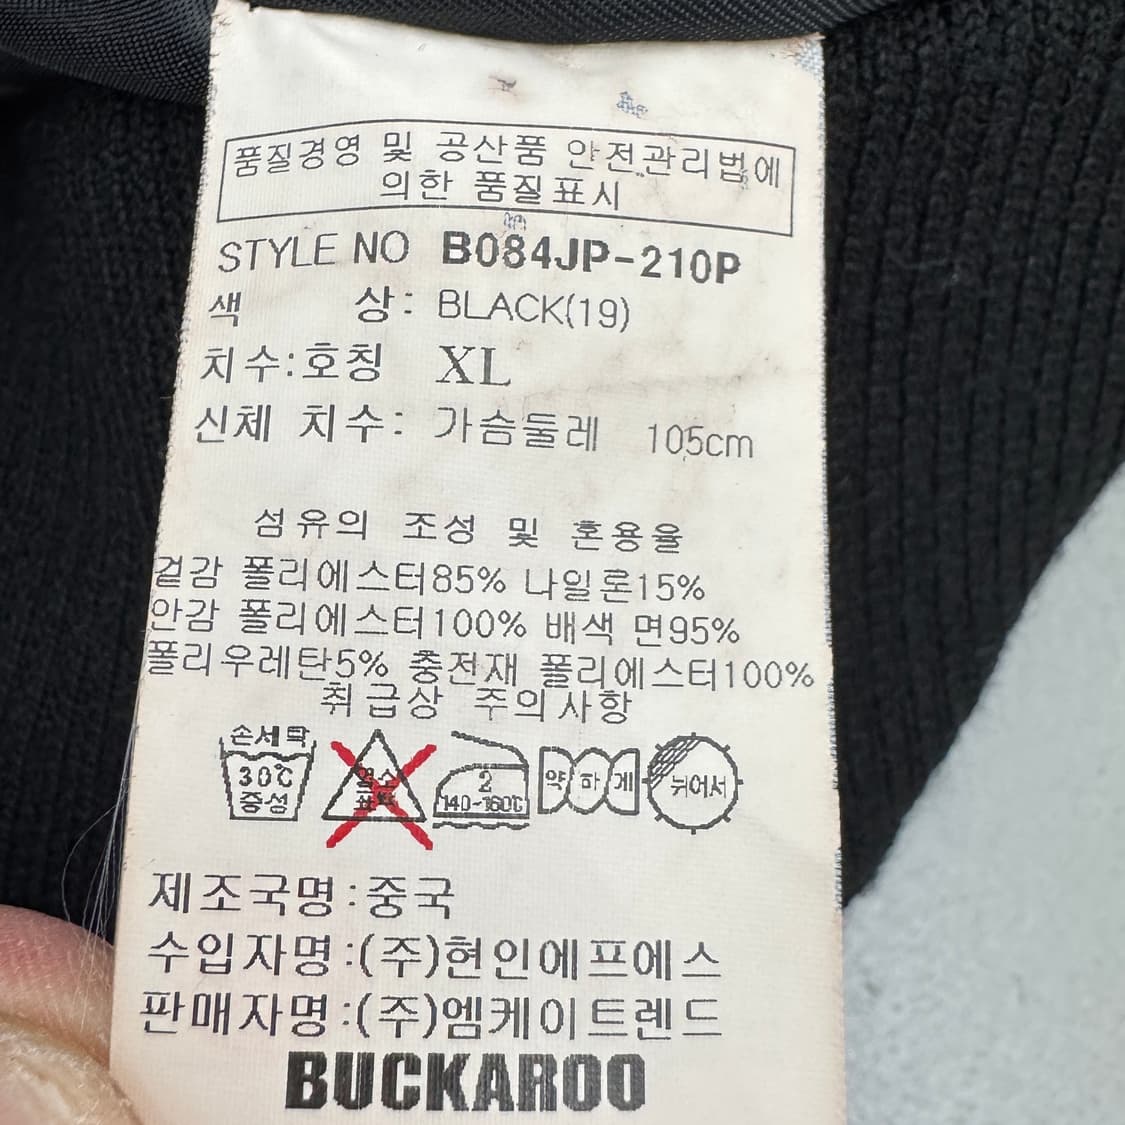 품질경영 및 공산품 안전관리법에
의한 품질표시
STYLE NO B084JP-210P
색 상: BLACK(19)
치수:호칭 XL
신체 치수: 가슴둘레 105cm
섬유의 조성 및 혼용율
겉감 폴리에스터85% 나일론15%
안감 폴리에스터100% 배색 면95%
폴리우레탄5% 충전재 폴리에스터100%
취급상 주의사항
손세탁
30℃
중성
염소
표백
2
140-160℃
약하게
뉘어서
제조국명:중국
수입자명:(주)현인에프에스
판매자명:(주)엠케이트렌드
BUCKAROO